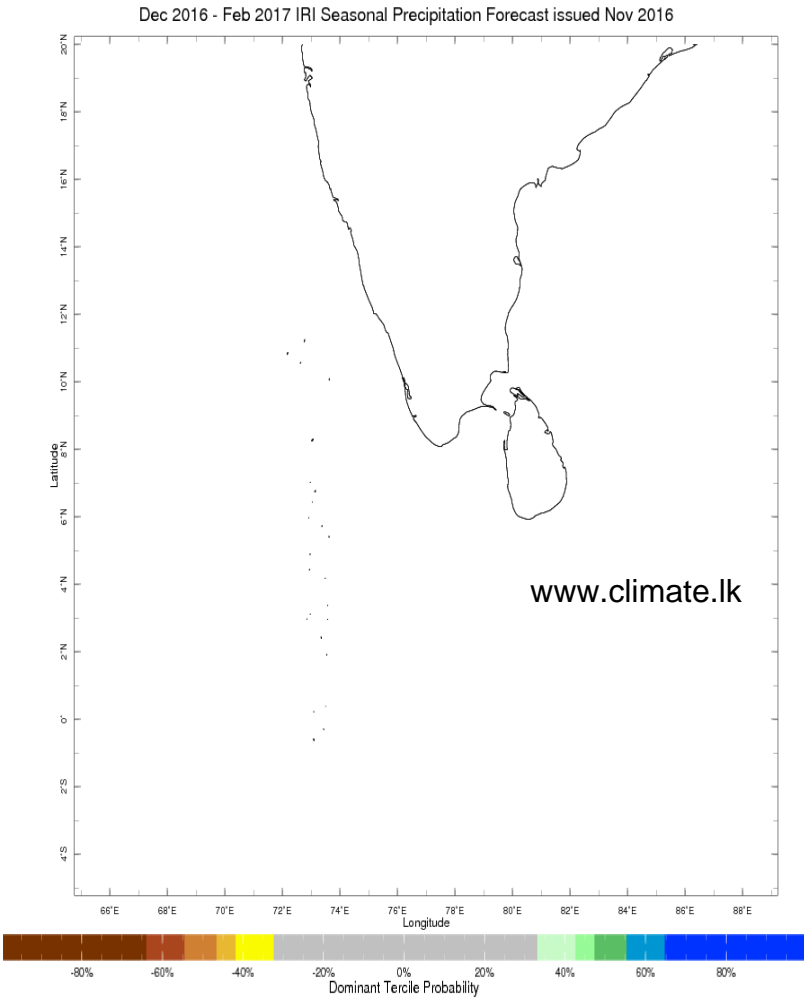 Dec 2016 - Feb 2017 IRI Seasonal Precipitation Forecast issued Nov 2016
20°N
18°N
16°N
14°N
12°N
10°N
8°N
Latitude
6°N
4°N
www.climate.lk
2°N
0°
2°S
4°S
66°E 68°E 70°E 72°E 74°E 76°E 78°E 80°E 82°E 84°E 86°E 88°E
Longitude
-80% -60% -40% -20% 0% 20% 40% 60% 80%
Dominant Tercile Probability